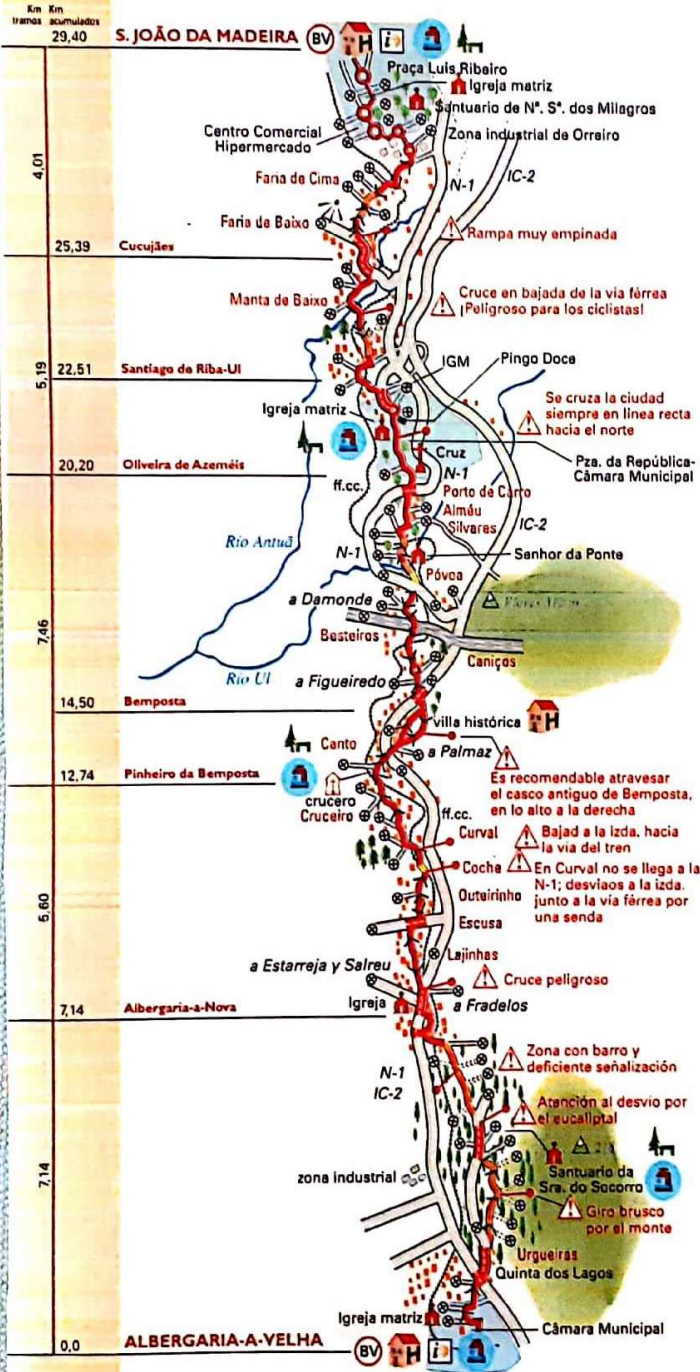 Km Km
tramos acumulados
29,40 S. JOÃO DA MADEIRA BV H i
Praça Luis Ribeiro
Igreja matriz
Santuario de Nª. Sª. dos Milagros
Centro Comercial
Hipermercado
Zona industrial de Orreiro
4,01
Faria de Cima
N-1
IC-2
Faria de Baixo
Rampa muy empinada
25,39 Cucujães
Manta de Baixo
Cruce en bajada de la vía férrea
¡Peligroso para los ciclistas!
5,19
22,51 Santiago de Riba-Ul
IGM
Pingo Doce
Igreja matriz
Se cruza la ciudad
siempre en línea recta
hacia el norte
Cruz
N-1
Pza. da República-
Câmara Municipal
20,20 Oliveira de Azeméis
ff.cc.
Porto de Carro
Alméu
Silvares
IC-2
Río Antuã
N-1
Senhor da Ponte
Póvoa
a Damonde
7,46
Besteiros
Caniços
Río Ul
a Figueiredo
14,50 Bemposta
villa histórica H
Canto
a Palmaz
12,74 Pinheiro da Bemposta
Es recomendable atravesar
el casco antiguo de Bemposta,
en lo alto a la derecha
crucero
Cruceiro
ff.cc.
Curval
Bajad a la izda. hacia
la vía del tren
Coche
En Curval no se llega a la
N-1; desviaos a la izda.
junto a la vía férrea por
una senda
5,60
Outeirinho
Escusa
Lajinhas
a Estarreja y Salreu
Cruce peligroso
Igreja
a Fradelos
7,14 Albergaria-a-Nova
Zona con barro y
deficiente señalización
N-1
IC-2
Atención al desvío por
el eucaliptal
7,14
zona industrial
Santuario da
Sra. do Socorro
Giro brusco
por el monte
Urgueiras
Quinta dos Lagos
Igreja matriz
Câmara Municipal
0,0 ALBERGARIA-A-VELHA BV H i